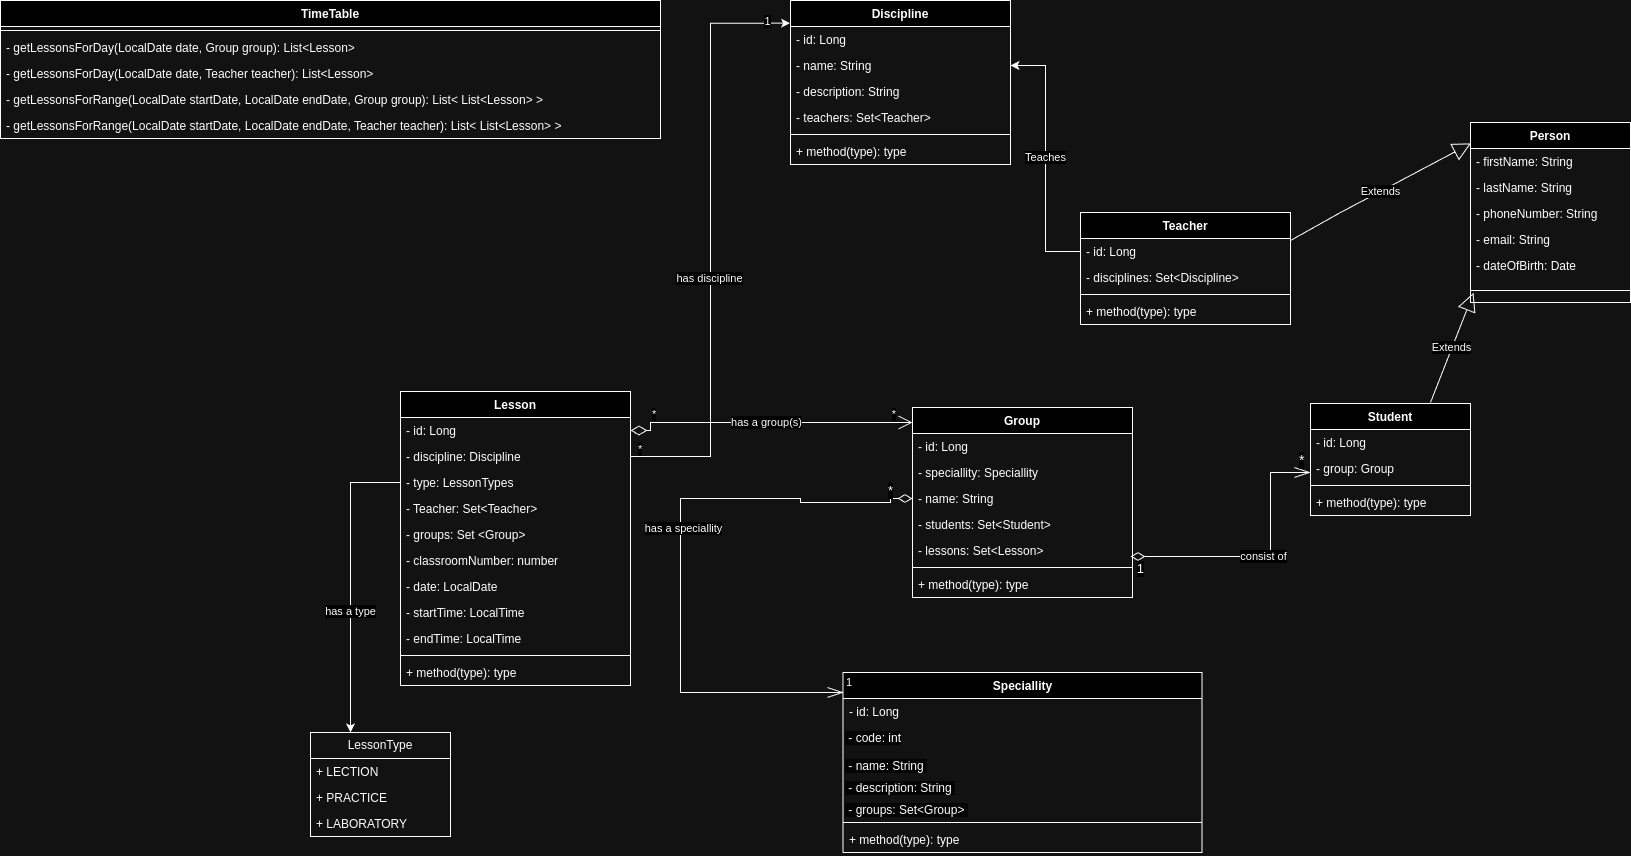 TimeTable
- getLessonsForDay(LocalDate date, Group group): List<Lesson>
- getLessonsForDay(LocalDate date, Teacher teacher): List<Lesson>
- getLessonsForRange(LocalDate startDate, LocalDate endDate, Group group): List< List<Lesson> >
- getLessonsForRange(LocalDate startDate, LocalDate endDate, Teacher teacher): List< List<Lesson> >
1
Discipline
- id: Long
- name: String
- description: String
- teachers: Set<Teacher>
+ method(type): type
Teaches
Person
- firstName: String
- lastName: String
- phoneNumber: String
- email: String
- dateOfBirth: Date
Extends
Teacher
- id: Long
- disciplines: Set<Discipline>
+ method(type): type
has discipline
Extends
Lesson
- id: Long
- discipline: Discipline
- type: LessonTypes
- Teacher: Set<Teacher>
- groups: Set <Group>
- classroomNumber: number
- date: LocalDate
- startTime: LocalTime
- endTime: LocalTime
+ method(type): type
*
has a group(s)
*
*
Group
- id: Long
- speciallity: Speciallity
- name: String
- students: Set<Student>
- lessons: Set<Lesson>
+ method(type): type
*
has a speciallity
Student
- id: Long
- group: Group
+ method(type): type
*
consist of
1
has a type
LessonType
+ LECTION
+ PRACTICE
+ LABORATORY
1
Speciallity
- id: Long
- code: int
- name: String
- description: String
- groups: Set<Group>
+ method(type): type